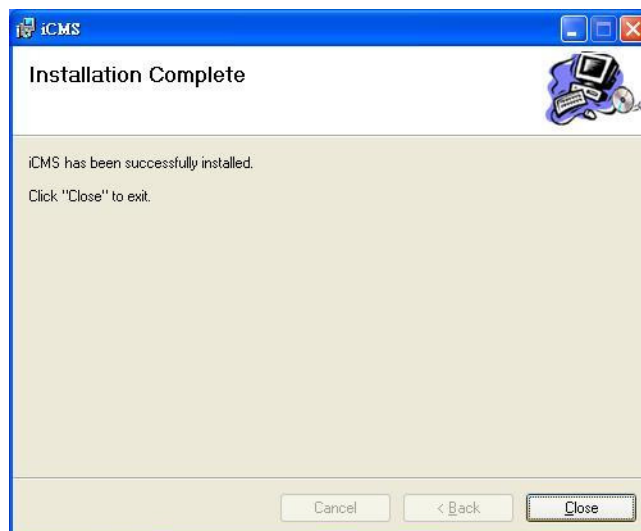 iCMS
Installation Complete
iCMS has been successfully installed.
Click "Close" to exit.
Cancel
< Back
Close